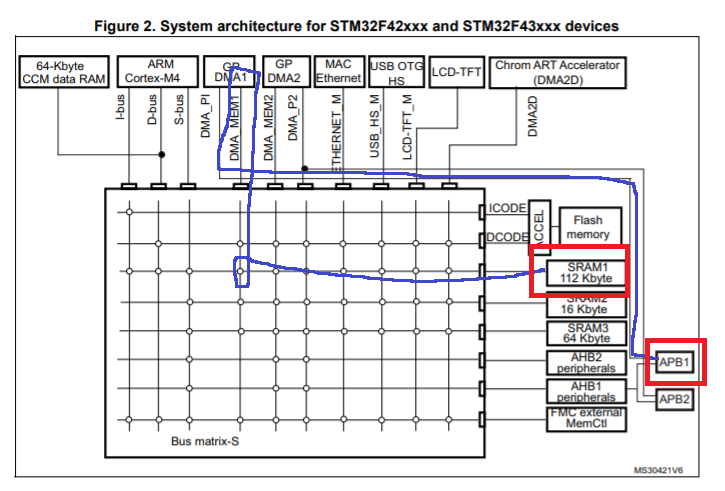 Figure 2. System architecture for STM32F42xxx and STM32F43xxx devices
64-Kbyte
CCM data RAM
ARM
Cortex-M4
GP
DMA1
GP
DMA2
MAC
Ethernet
USB OTG
HS
LCD-TFT
Chrom ART Accelerator
(DMA2D)
I-bus
D-bus
S-bus
DMA_PI
DMA_MEM1
DMA_MEM2
DMA_P2
ETHERNET_M
USB_HS_M
LCD-TFT_M
DMA2D
ICODE
DCODE
ACCEL
Flash
memory
SRAM1
112 Kbyte
SRAM2
16 Kbyte
SRAM3
64 Kbyte
AHB2
peripherals
AHB1
peripherals
FMC external
MemCtl
APB1
APB2
Bus matrix-S
MS30421V6